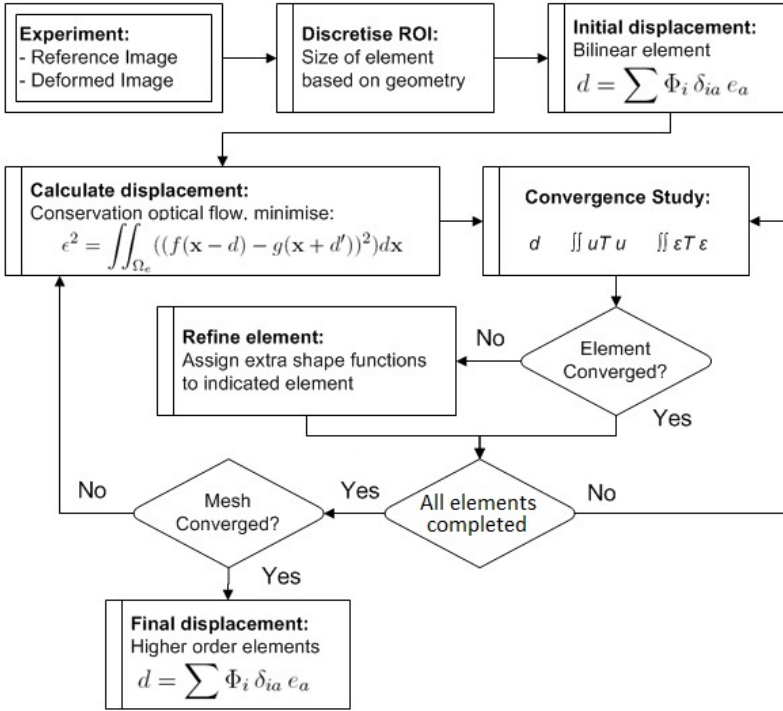 Experiment:
- Reference Image
- Deformed Image
Discretise ROI:
Size of element
based on geometry
Initial displacement:
Bilinear element
d = ∑ Φᵢ δᵢₐ eₐ
Calculate displacement:
Conservation optical flow, minimise:
ϵ² = ∬_Ωₑ ((f(x − d) − g(x + d′))²)dx
Convergence Study:
d ∬ uT u ∬ εT ε
Element
Converged?
No
Yes
Refine element:
Assign extra shape functions
to indicated element
All elements
completed
No
Yes
Mesh
Converged?
No
Yes
Final displacement:
Higher order elements
d = ∑ Φᵢ δᵢₐ eₐ